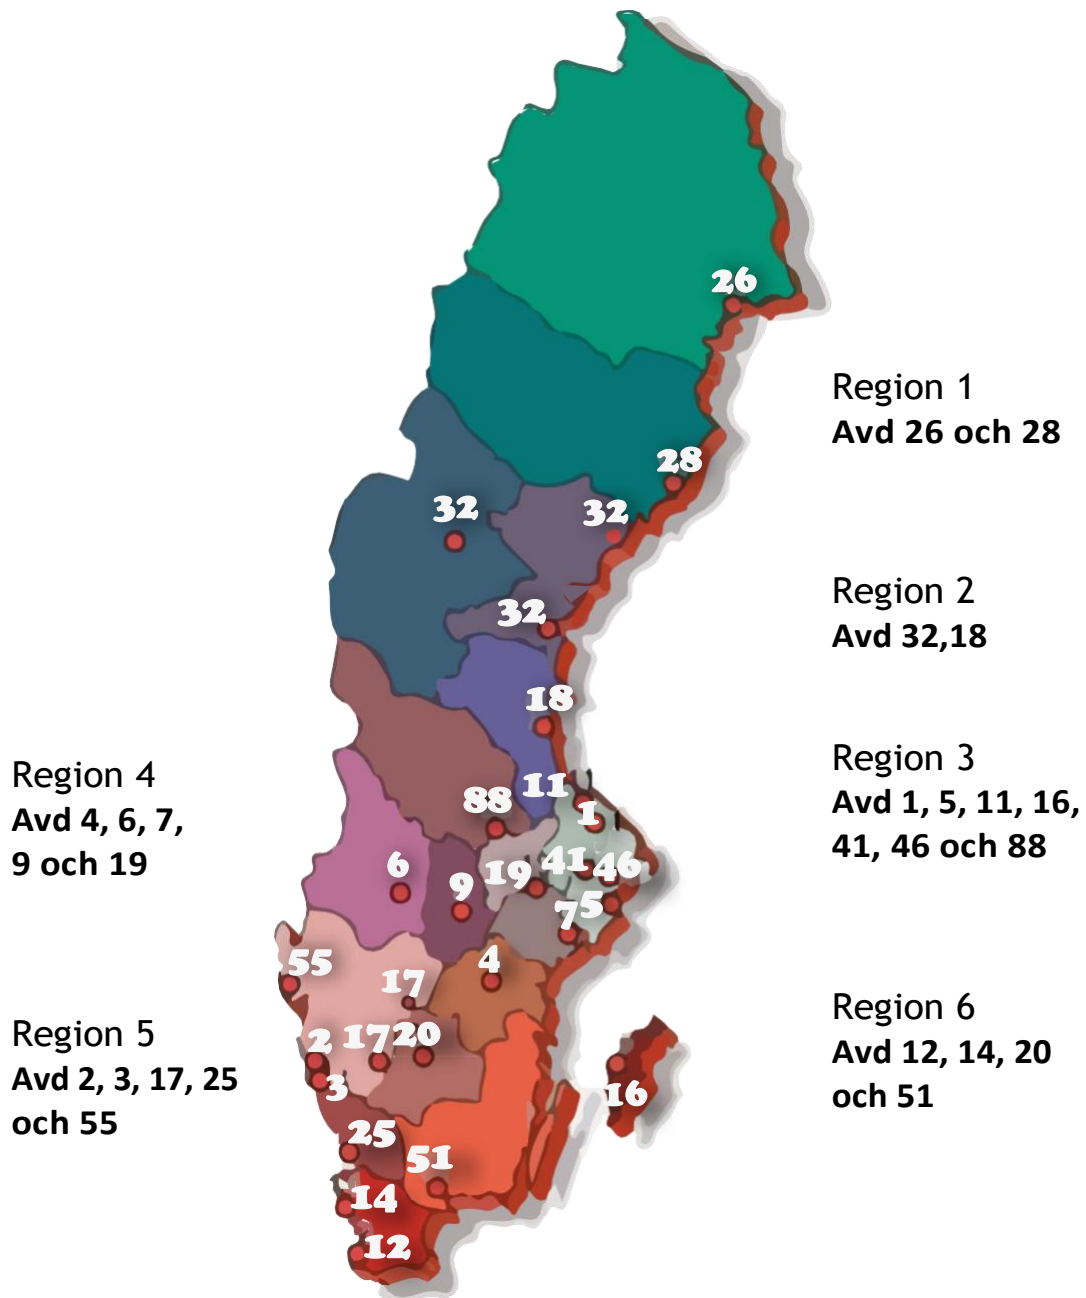 26
Region 1
Avd 26 och 28
28
32
32
Region 2
Avd 32,18
32
18
Region 3
Avd 1, 5, 11, 16,
41, 46 och 88
Region 4
Avd 4, 6, 7,
9 och 19
11
88
1
6
19
41
46
9
5
7
55
17
4
Region 5
Avd 2, 3, 17, 25
och 55
2
17
20
3
16
Region 6
Avd 12, 14, 20
och 51
25
51
14
12